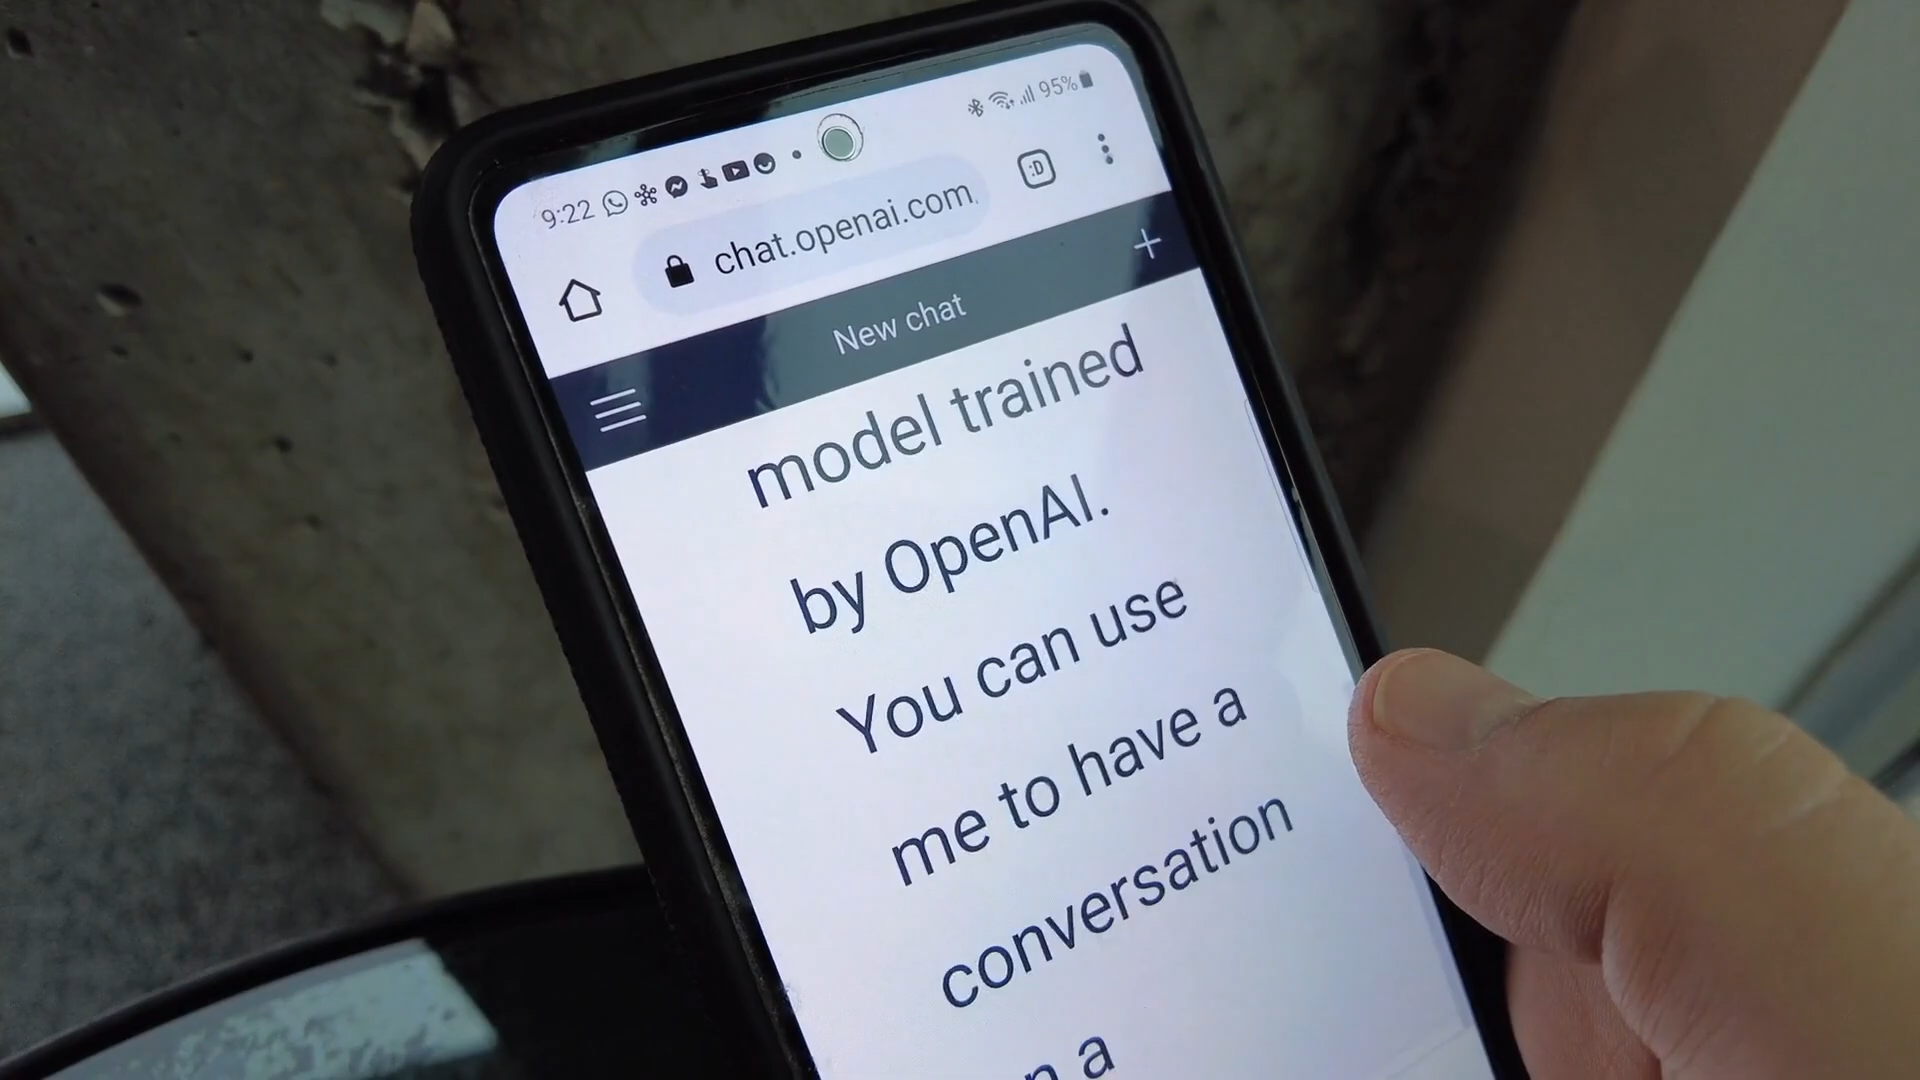 9:22 95%
chat.openai.com
:D
New chat
model trained
by OpenAI.
You can use
me to have a
conversation
a